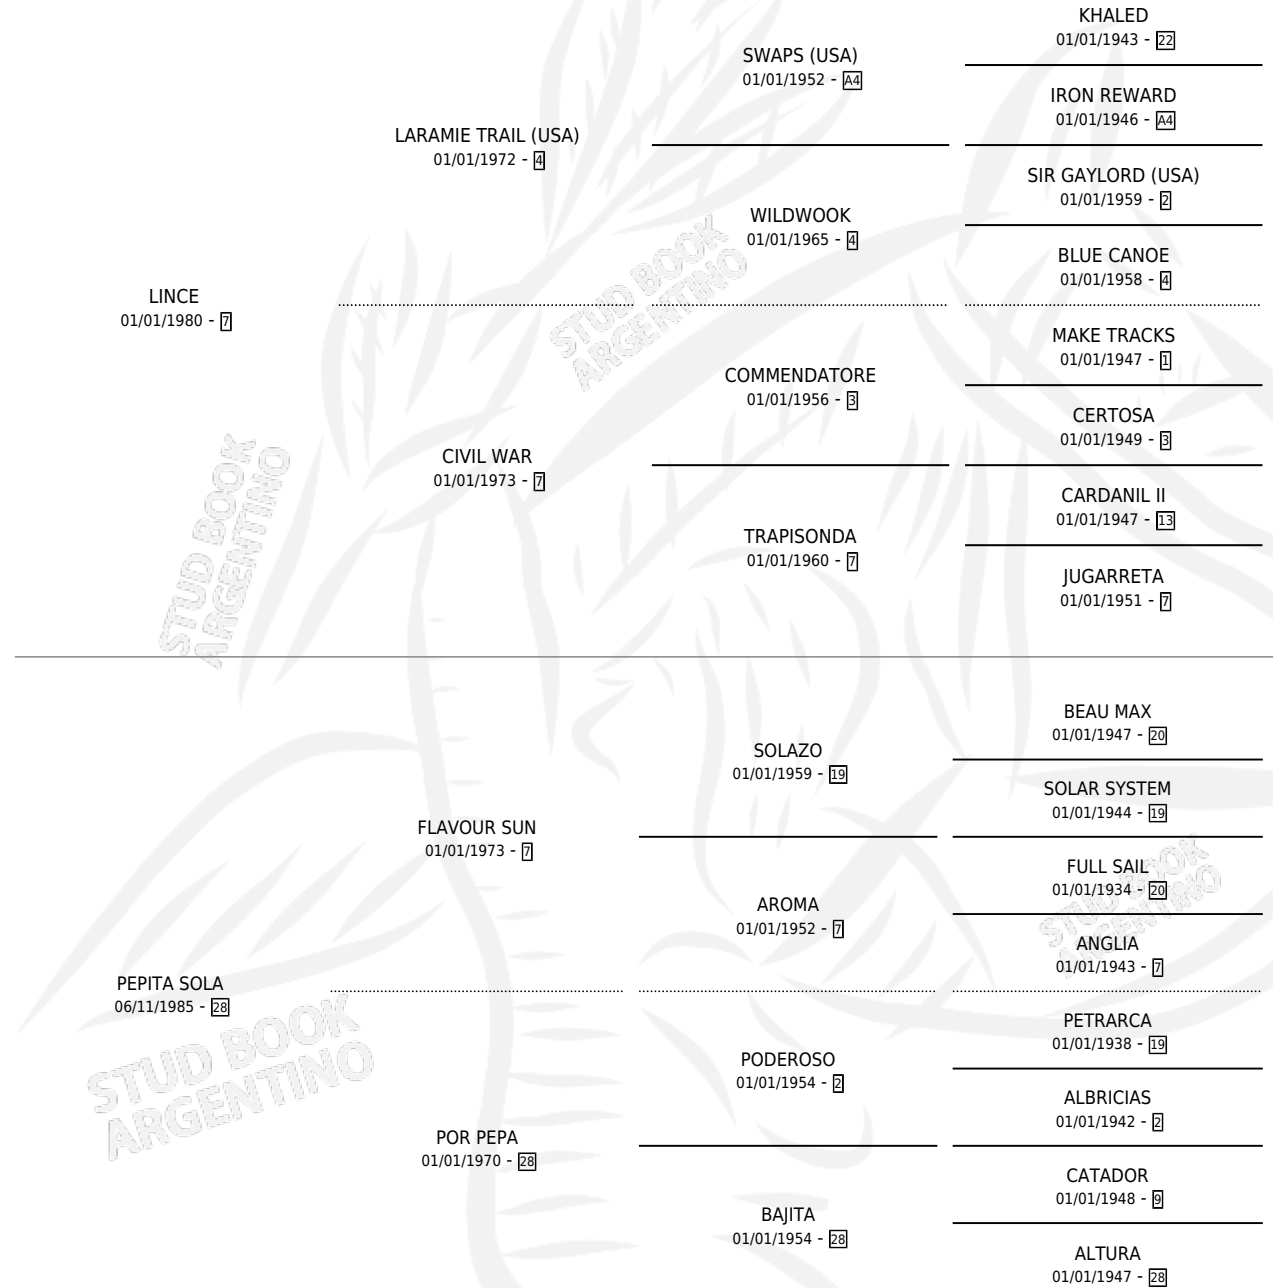 KHALED
01/01/1943 - 22
SWAPS (USA)
01/01/1952 - A4
IRON REWARD
01/01/1946 - A4
LARAMIE TRAIL (USA)
01/01/1972 - 4
SIR GAYLORD (USA)
01/01/1959 - 2
WILDWOOK
01/01/1965 - 4
BLUE CANOE
01/01/1958 - 4
LINCE
01/01/1980 - 7
STUD BOOK
ARGENTINO
MAKE TRACKS
01/01/1947 - 1
COMMENDATORE
01/01/1956 - 3
CERTOSA
01/01/1949 - 3
CIVIL WAR
01/01/1973 - 7
CARDANIL II
01/01/1947 - 13
TRAPISONDA
01/01/1960 - 7
JUGARRETA
01/01/1951 - 7
STUD BOOK
ARGENTINO
BEAU MAX
01/01/1947 - 20
SOLAZO
01/01/1959 - 19
SOLAR SYSTEM
01/01/1944 - 19
FLAVOUR SUN
01/01/1973 - 7
FULL SAIL
01/01/1934 - 20
AROMA
01/01/1952 - 7
STUD BOOK
ARGENTINO
ANGLIA
01/01/1943 - 7
PEPITA SOLA
06/11/1985 - 28
PETRARCA
01/01/1938 - 19
STUD BOOK
ARGENTINO
PODEROSO
01/01/1954 - 2
ALBRICIAS
01/01/1942 - 2
POR PEPA
01/01/1970 - 28
CATADOR
01/01/1948 - 9
BAJITA
01/01/1954 - 28
ALTURA
01/01/1947 - 28